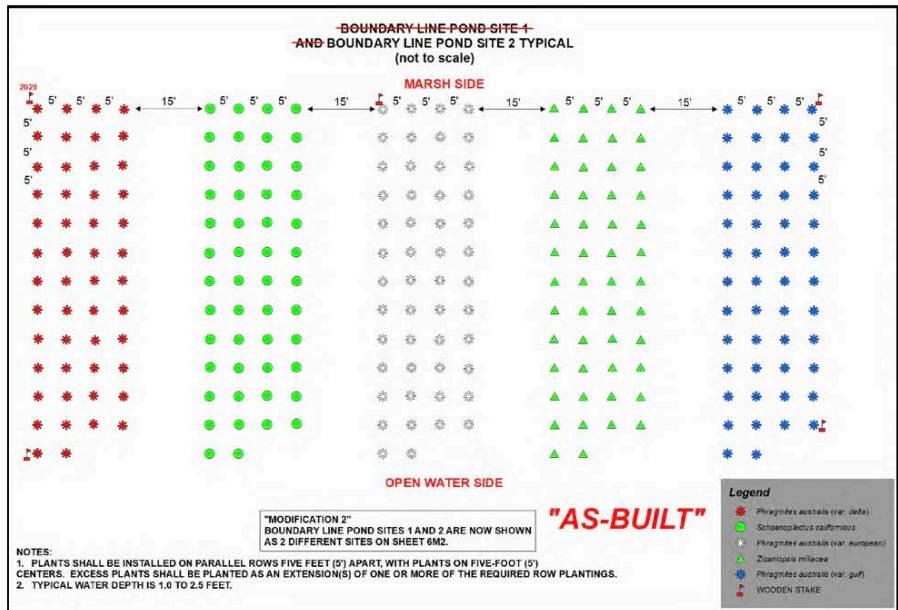 BOUNDARY LINE POND SITE 1
AND BOUNDARY LINE POND SITE 2 TYPICAL
(not to scale)
MARSH SIDE
2029
5' 5' 5' 15' 5' 5' 5' 15' 5' 5' 5' 15' 5' 5' 5' 15' 5' 5' 5'
5' 5'
5' 5'
5' 5'
OPEN WATER SIDE
"MODIFICATION 2"
BOUNDARY LINE POND SITES 1 AND 2 ARE NOW SHOWN
AS 2 DIFFERENT SITES ON SHEET 6M2.
"AS-BUILT"
NOTES:
1. PLANTS SHALL BE INSTALLED ON PARALLEL ROWS FIVE FEET (5') APART, WITH PLANTS ON FIVE-FOOT (5')
CENTERS. EXCESS PLANTS SHALL BE PLANTED AS AN EXTENSION(S) OF ONE OR MORE OF THE REQUIRED ROW PLANTINGS.
2. TYPICAL WATER DEPTH IS 1.0 TO 2.5 FEET.
Legend
Phragmites australis (var. delta)
Schoenoplectus californicus
Phragmites australis (var. european)
Zizaniopsis miliacea
Phragmites australis (var. gulf)
WOODEN STAKE